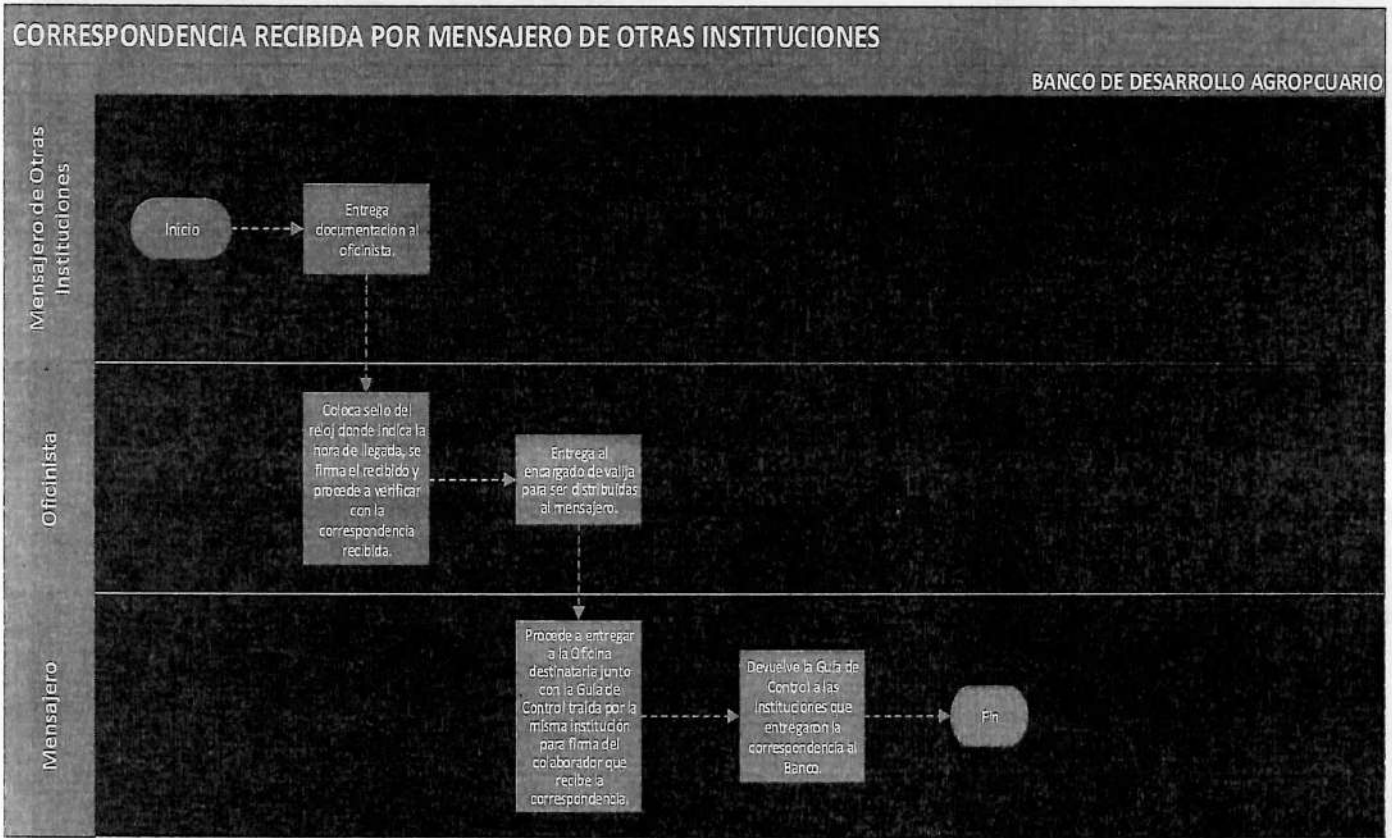 CORRESPONDENCIA RECIBIDA POR MENSAJERO DE OTRAS INSTITUCIONES
BANCO DE DESARROLLO AGROPCUARIO
Mensajero de Otras
Instituciones
Inicio
Entrega
documentación al
oficinista.
Oficinista
Coloca sello del
reloj donde indica la
hora de llegada, se
firma el recibido y
procede a verificar
con la
correspondencia
recibida.
Entrega al
encargado de valija
para ser distribuidas
al mensajero.
Mensajero
Procede a entregar
a la Oficina
destinataria junto
con la Guía de
Control traída por la
misma institución
para firma del
colaborador que
recibe la
correspondencia.
Devuelve la Guía de
Control a las
Instituciones que
entregaron la
correspondencia al
Banco.
Fin